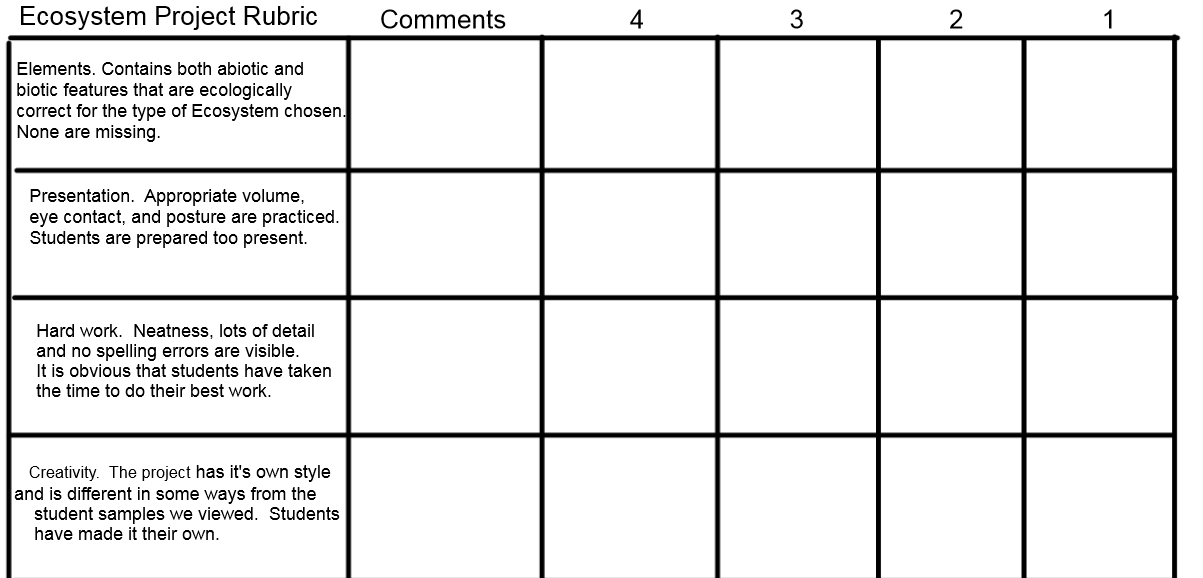 Ecosystem Project Rubric Comments 4 3 2 1
Elements. Contains both abiotic and
biotic features that are ecologically
correct for the type of Ecosystem chosen.
None are missing.
Presentation. Appropriate volume,
eye contact, and posture are practiced.
Students are prepared too present.
Hard work. Neatness, lots of detail
and no spelling errors are visible.
It is obvious that students have taken
the time to do their best work.
Creativity. The project has it's own style
and is different in some ways from the
student samples we viewed. Students
have made it their own.